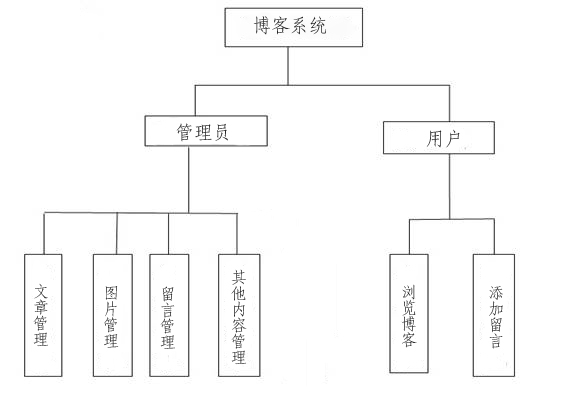 博客系统
管理员
用户
文章管理
图片管理
留言管理
其他内容管理
浏览博客
添加留言